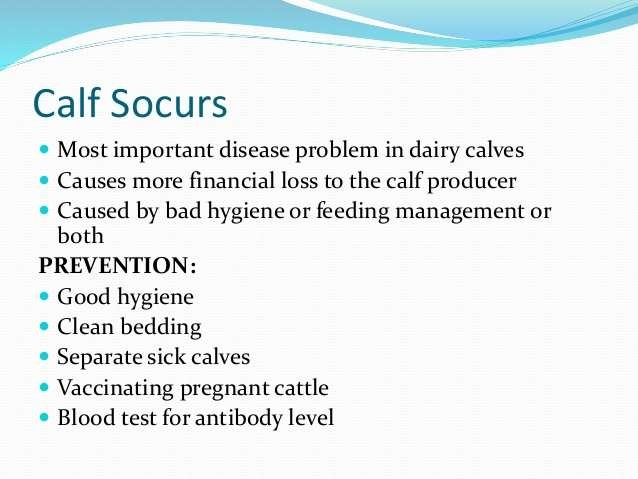 Calf Socurs
• Most important disease problem in dairy calves
• Causes more financial loss to the calf producer
• Caused by bad hygiene or feeding management or
both
PREVENTION:
• Good hygiene
• Clean bedding
• Separate sick calves
• Vaccinating pregnant cattle
• Blood test for antibody level